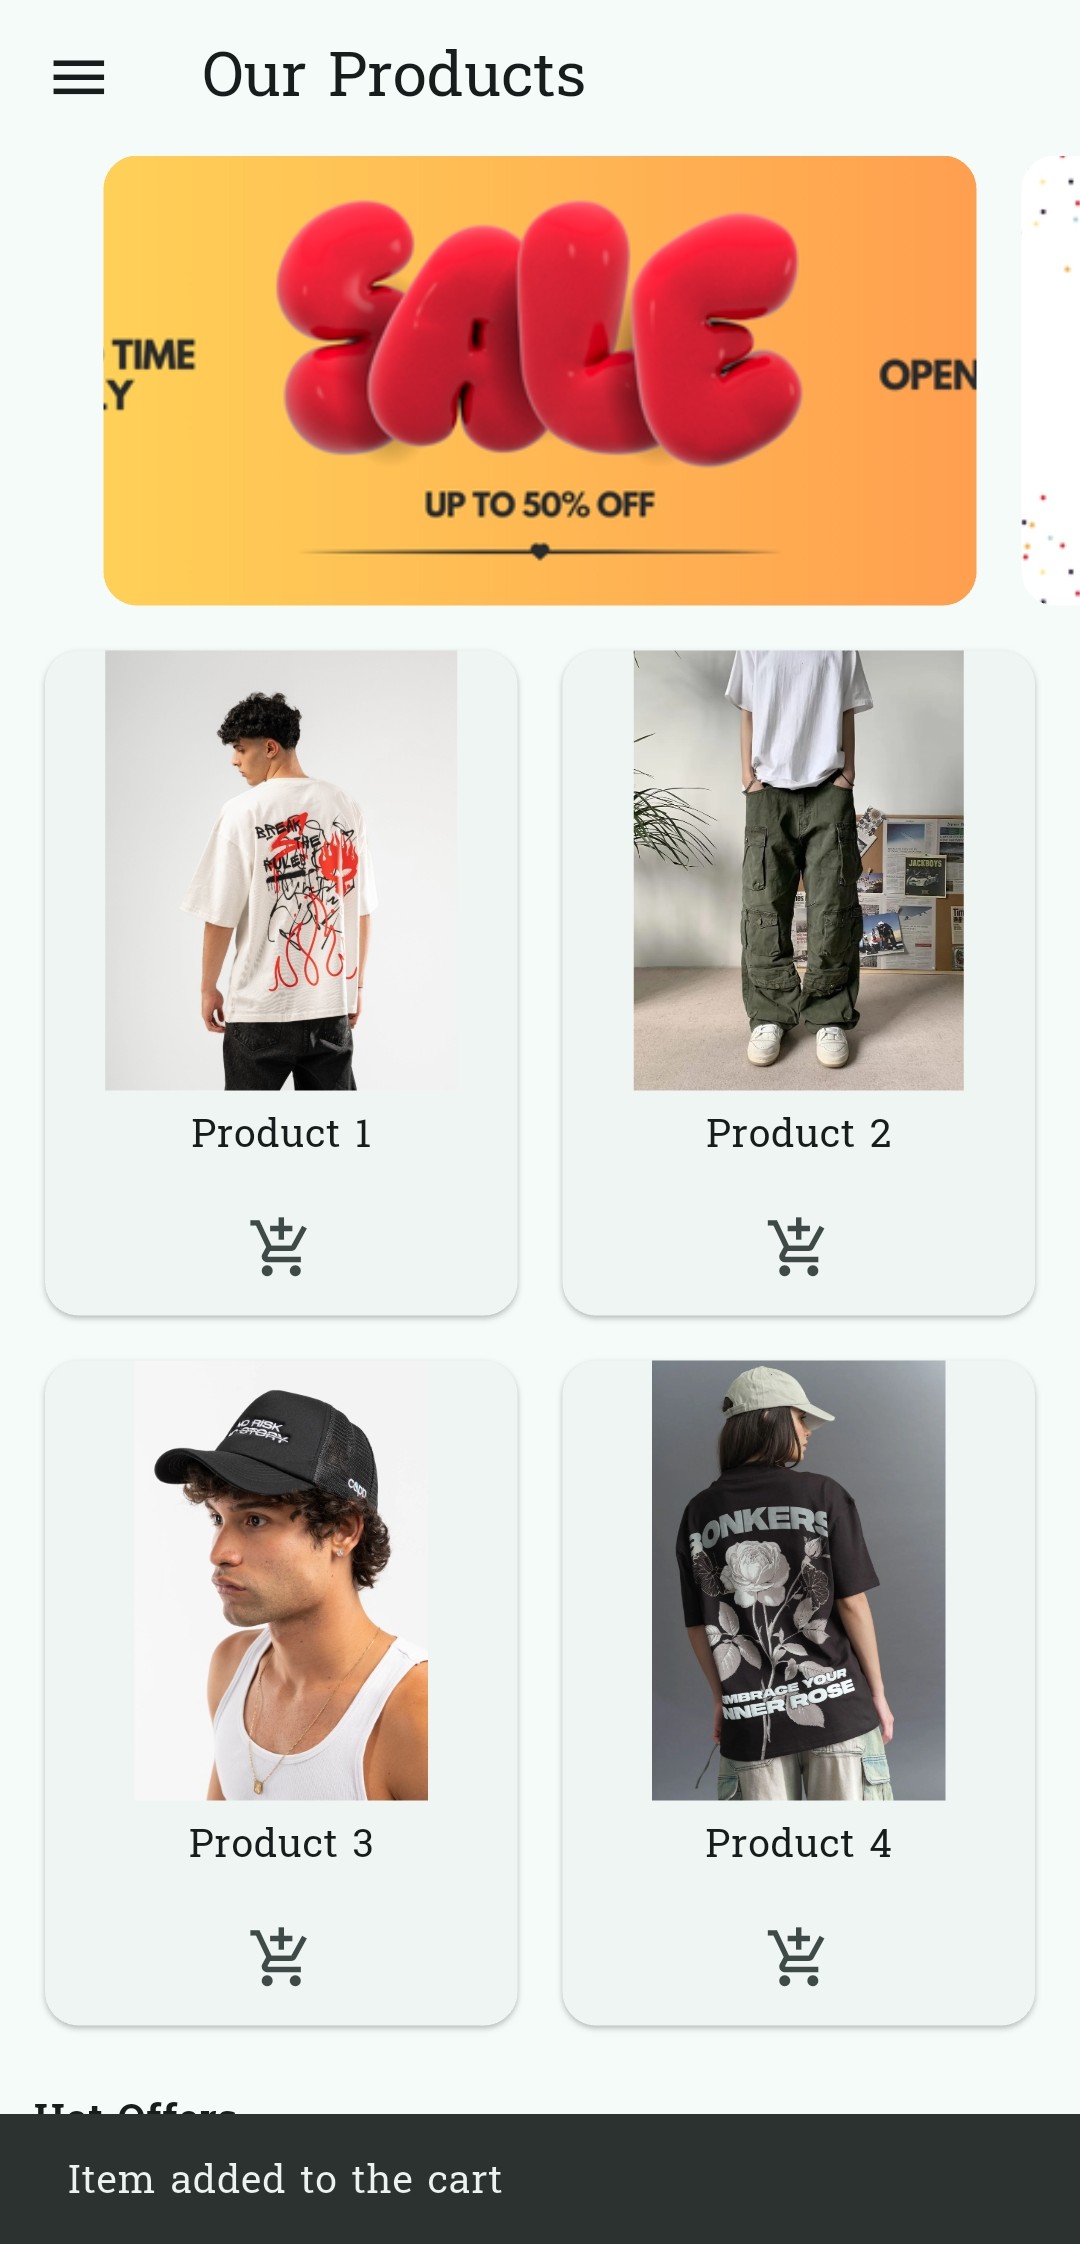 Our Products
TIME
LY
SALE
OPEN
UP TO 50% OFF
BREAK
THE
RULES
JACKBOYS
Product 1
Product 2
NO RISK
NO STORY
BONKERS
EMBRACE YOUR
INNER ROSE
Product 3
Product 4
Hot Offers
Item added to the cart